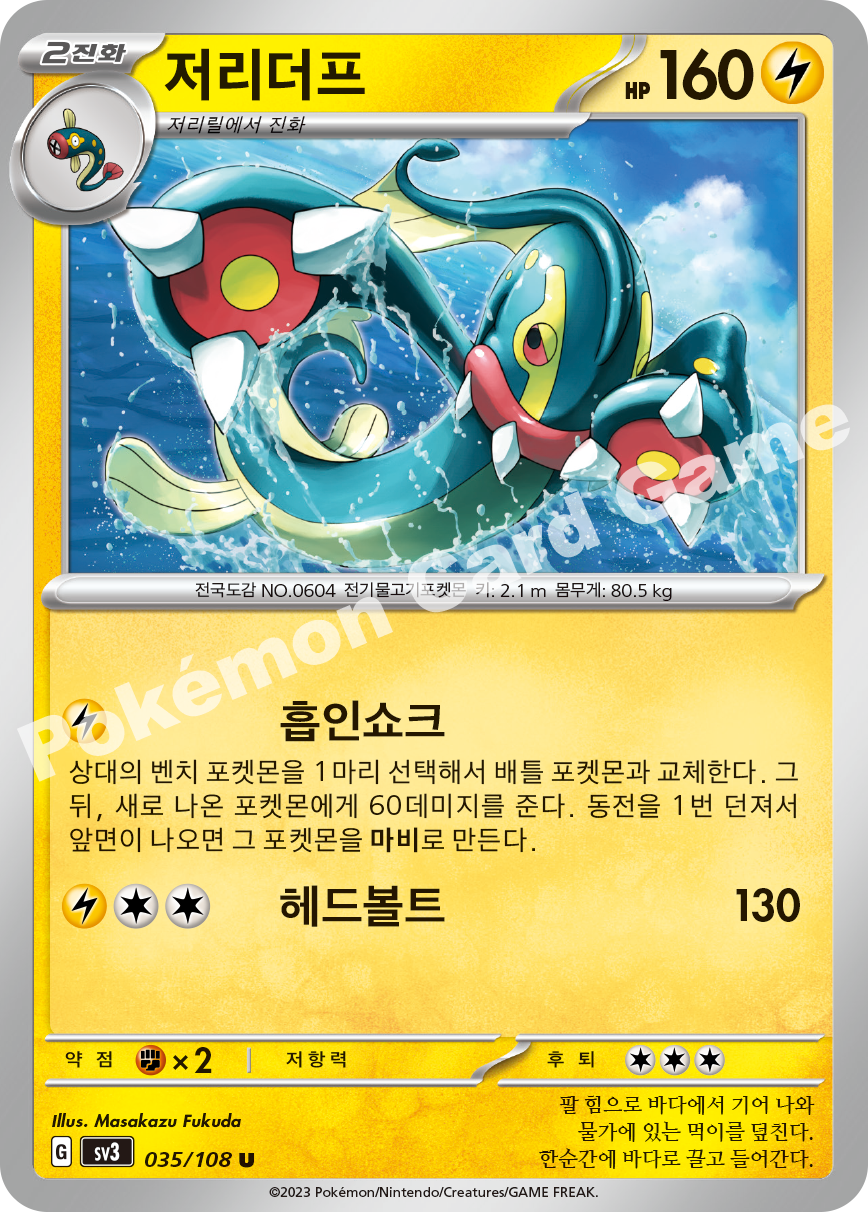 2진화
저리더프
HP 160
저리릴에서 진화
전국도감 NO.0604 전기물고기포켓몬 키: 2.1 m 몸무게: 80.5 kg
흡인쇼크
상대의 벤치 포켓몬을 1마리 선택해서 배틀 포켓몬과 교체한다. 그
뒤, 새로 나온 포켓몬에게 60데미지를 준다. 동전을 1번 던져서
앞면이 나오면 그 포켓몬을 마비로 만든다.
헤드볼트 130
약점 ×2 저항력 후퇴
Illus. Masakazu Fukuda
G sv3 035/108 U
팔 힘으로 바다에서 기어 나와
물가에 있는 먹이를 덮친다.
한순간에 바다로 끌고 들어간다.
©2023 Pokémon/Nintendo/Creatures/GAME FREAK.
Pokémon Card Game